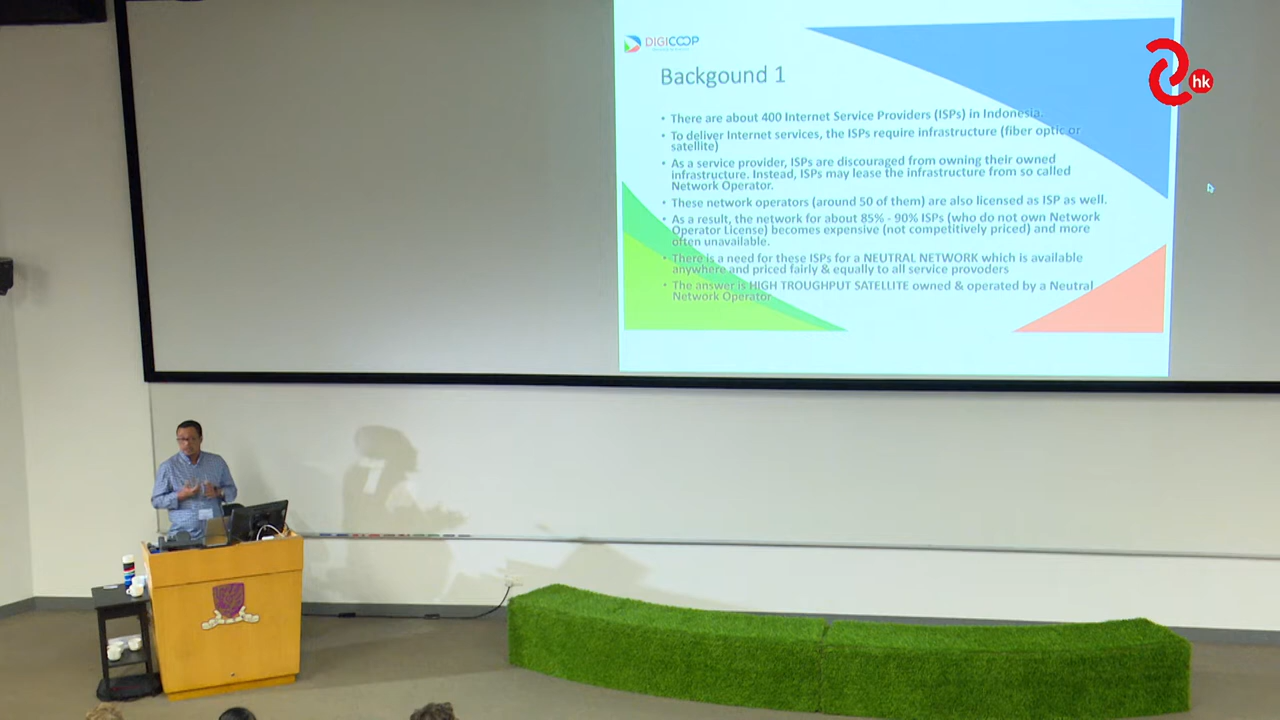 DIGICOOP
hk
Backgound 1
• There are about 400 Internet Service Providers (ISPs) in Indonesia.
• To deliver Internet services, the ISPs require infrastructure (fiber optic or
satellite)
• As a service provider, ISPs are discouraged from owning their owned
infrastructure. Instead, ISPs may lease the infrastructure from so called
Network Operator.
• These network operators (around 50 of them) are also licensed as ISP as well.
• As a result, the network for about 85% - 90% ISPs (who do not own Network
Operator License) becomes expensive (not competitively priced) and more
often unavailable.
• There is a need for these ISPs for a NEUTRAL NETWORK which is available
anywhere and priced fairly & equally to all service provoders
• The answer is HIGH TROUGHPUT SATELLITE owned & operated by a Neutral
Network Operator